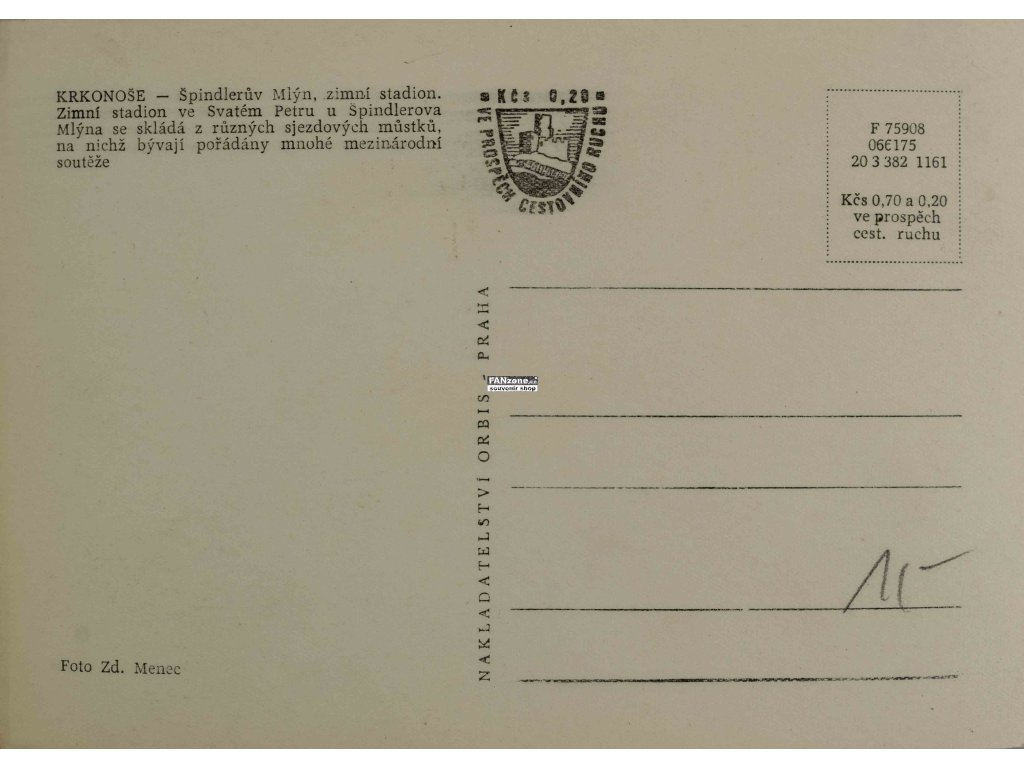 KRKONOŠE — Špindlerův Mlýn, zimní stadion.
Zimní stadion ve Svatém Petru u Špindlerova
Mlýna se skládá z různých sjezdových můstků,
na nichž bývají pořádány mnohé mezinárodní
soutěže
Kčs 0,20
VE PROSPĚCH CESTOVNÍHO RUCHU
F 75908
06€175
20 3 382 1161
Kčs 0,70 a 0,20
ve prospěch
cest. ruchu
NAKLADATELSTVÍ ORBIS - PRAHA
FANzone.cz
souvenir shop
Foto Zd. Menec